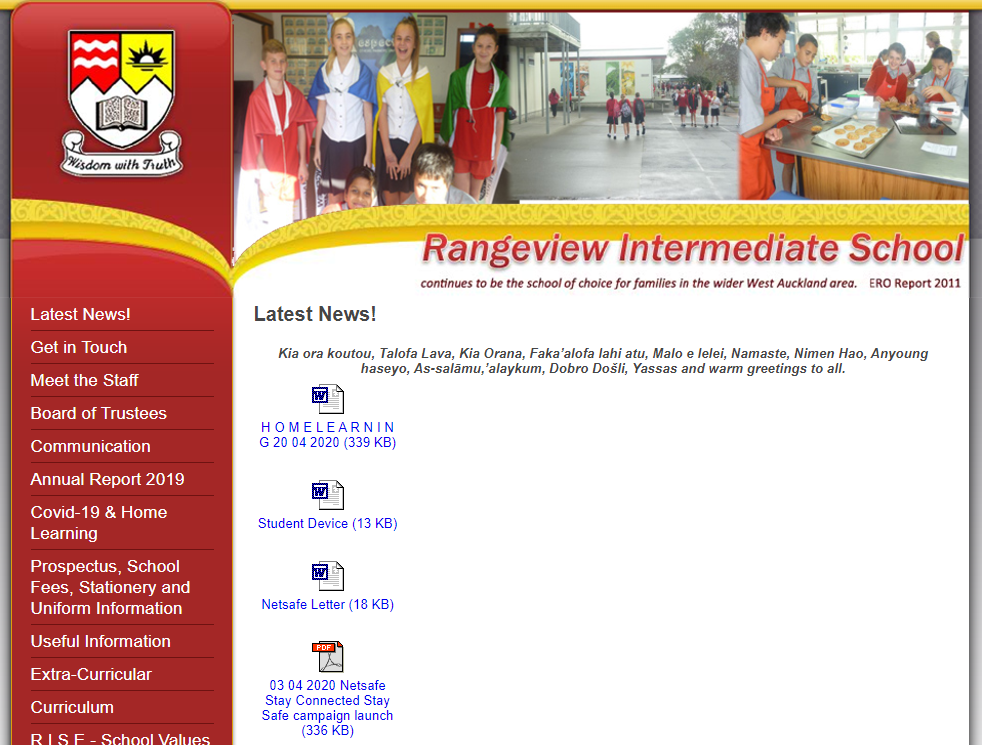 Wisdom with Truth
Rangeview Intermediate School
continues to be the school of choice for families in the wider West Auckland area. ERO Report 2011
Latest News!
Get in Touch
Meet the Staff
Board of Trustees
Communication
Annual Report 2019
Covid-19 & Home
Learning
Prospectus, School
Fees, Stationery and
Uniform Information
Useful Information
Extra-Curricular
Curriculum
R.I.S.E - School Values
Latest News!
Kia ora koutou, Talofa Lava, Kia Orana, Faka’alofa lahi atu, Malo e lelei, Namaste, Nimen Hao, Anyoung
haseyo, As-salāmu,’alaykum, Dobro Došli, Yassas and warm greetings to all.
W
H O M E L E A R N I N
G 20 04 2020 (339 KB)
W
Student Device (13 KB)
W
Netsafe Letter (18 KB)
PDF
03 04 2020 Netsafe
Stay Connected Stay
Safe campaign launch
(336 KB)